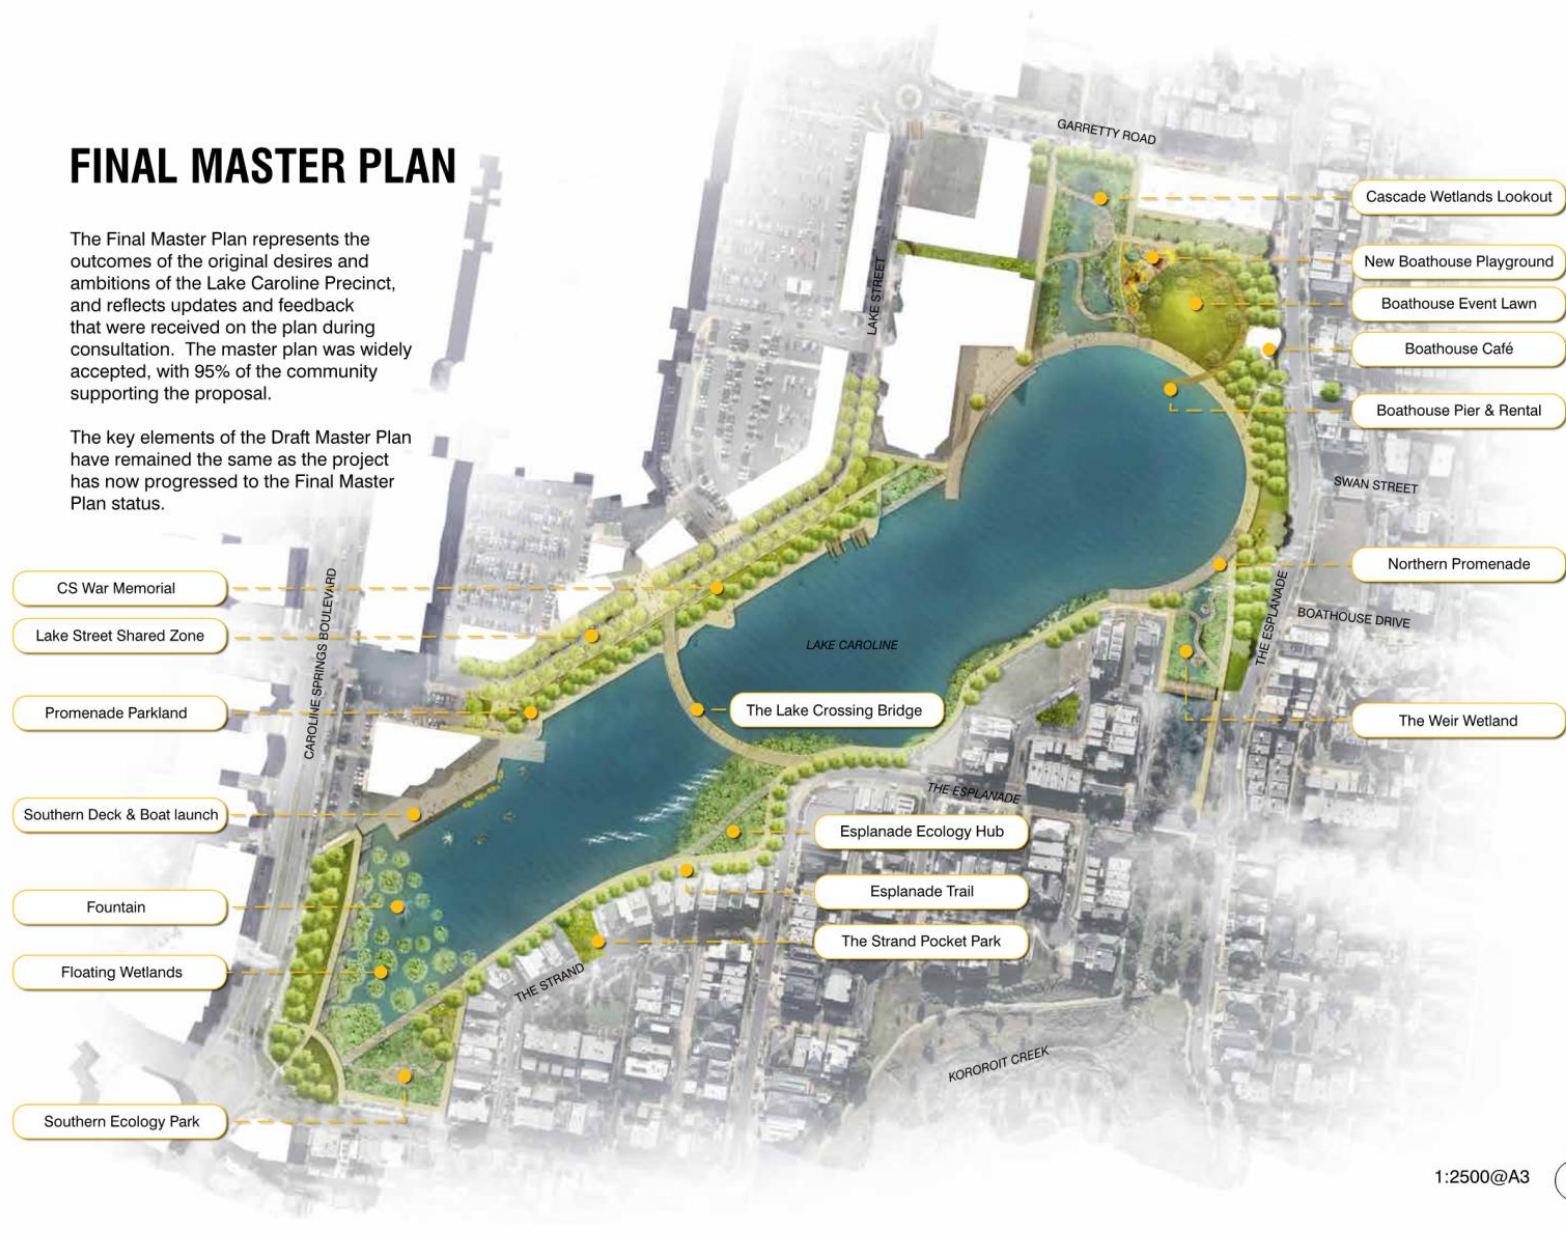 FINAL MASTER PLAN
The Final Master Plan represents the
outcomes of the original desires and
ambitions of the Lake Caroline Precinct,
and reflects updates and feedback
that were received on the plan during
consultation.  The master plan was widely
accepted, with 95% of the community
supporting the proposal.
The key elements of the Draft Master Plan
have remained the same as the project
has now progressed to the Final Master
Plan status.
CS War Memorial
Lake Street Shared Zone
Promenade Parkland
Southern Deck & Boat launch
Fountain
Floating Wetlands
Southern Ecology Park
CAROLINE SPRINGS BOULEVARD
LAKE STREET
GARRETTY ROAD
LAKE CAROLINE
The Lake Crossing Bridge
THE ESPLANADE
Esplanade Ecology Hub
Esplanade Trail
The Strand Pocket Park
THE STRAND
KOROROIT CREEK
Cascade Wetlands Lookout
New Boathouse Playground
Boathouse Event Lawn
Boathouse Café
Boathouse Pier & Rental
SWAN STREET
Northern Promenade
THE ESPLANADE
BOATHOUSE DRIVE
The Weir Wetland
1:2500@A3